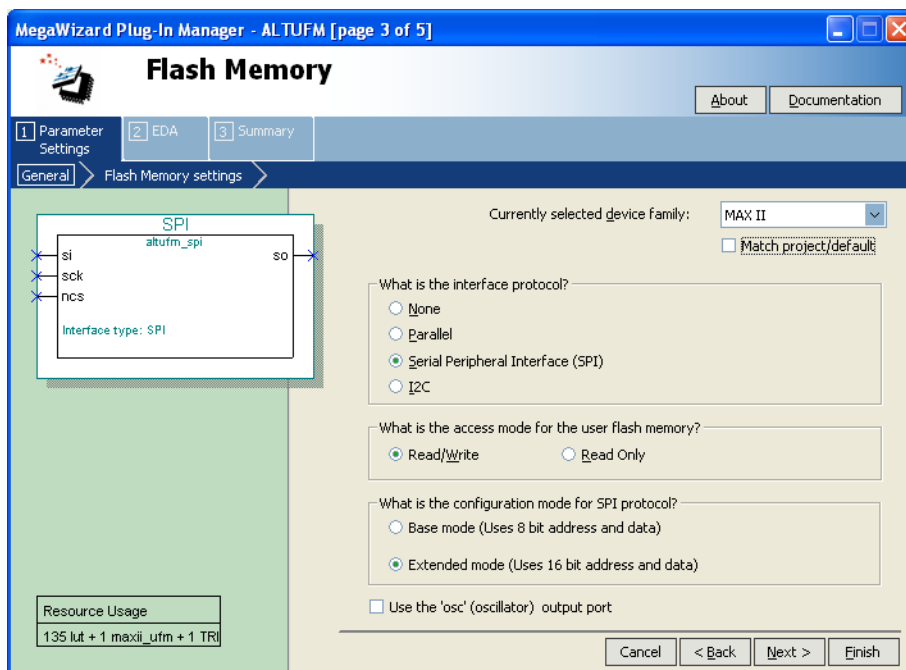 MegaWizard Plug-In Manager - ALTUFM [page 3 of 5]
Flash Memory
About
Documentation
1 Parameter Settings
2 EDA
3 Summary
General
Flash Memory settings
SPI
altufm_spi
si
so
sck
ncs
Interface type: SPI
Currently selected device family:
MAX II
Match project/default
What is the interface protocol?
None
Parallel
Serial Peripheral Interface (SPI)
I2C
What is the access mode for the user flash memory?
Read/Write
Read Only
What is the configuration mode for SPI protocol?
Base mode (Uses 8 bit address and data)
Extended mode (Uses 16 bit address and data)
Use the 'osc' (oscillator) output port
Resource Usage
135 lut + 1 maxii_ufm + 1 TRI
Cancel
< Back
Next >
Finish